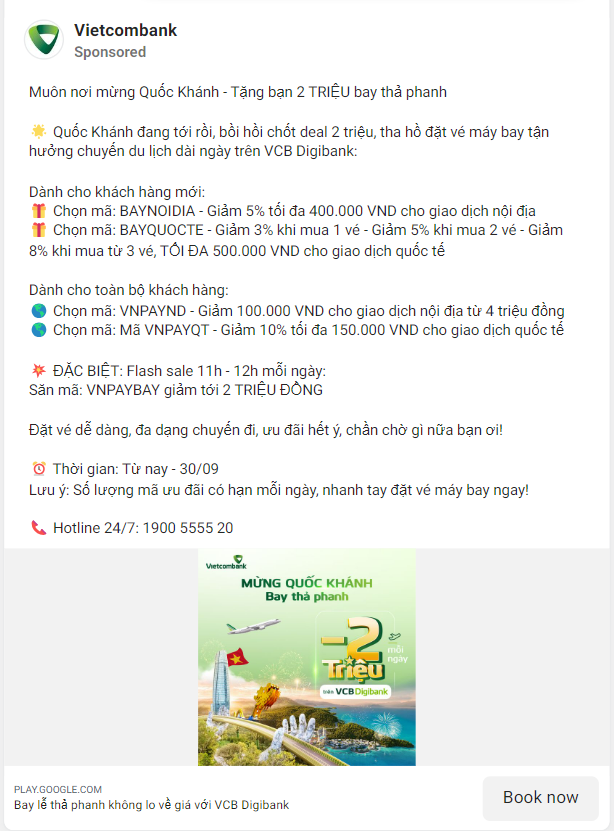 Vietcombank
Sponsored
Muôn nơi mừng Quốc Khánh - Tặng bạn 2 TRIỆU bay thả phanh
🌟 Quốc Khánh đang tới rồi, bồi hồi chốt deal 2 triệu, tha hồ đặt vé máy bay tận
hưởng chuyến du lịch dài ngày trên VCB Digibank:
Dành cho khách hàng mới:
🎁 Chọn mã: BAYNOIDIA - Giảm 5% tối đa 400.000 VND cho giao dịch nội địa
🎁 Chọn mã: BAYQUOCTE - Giảm 3% khi mua 1 vé - Giảm 5% khi mua 2 vé - Giảm
8% khi mua từ 3 vé, TỐI ĐA 500.000 VND cho giao dịch quốc tế
Dành cho toàn bộ khách hàng:
🌎 Chọn mã: VNPAYND - Giảm 100.000 VND cho giao dịch nội địa từ 4 triệu đồng
🌎 Chọn mã: Mã VNPAYQT - Giảm 10% tối đa 150.000 VND cho giao dịch quốc tế
💥 ĐẶC BIỆT: Flash sale 11h - 12h mỗi ngày:
Săn mã: VNPAYBAY giảm tới 2 TRIỆU ĐỒNG
Đặt vé dễ dàng, đa dạng chuyến đi, ưu đãi hết ý, chần chờ gì nữa bạn ơi!
⏰ Thời gian: Từ nay - 30/09
Lưu ý: Số lượng mã ưu đãi có hạn mỗi ngày, nhanh tay đặt vé máy bay ngay!
📞 Hotline 24/7: 1900 5555 20
Vietcombank
MỪNG QUỐC KHÁNH
Bay thả phanh
-2
Triệu
mỗi
ngày
trên VCB Digibank
PLAY.GOOGLE.COM
Bay lễ thả phanh không lo về giá với VCB Digibank
Book now